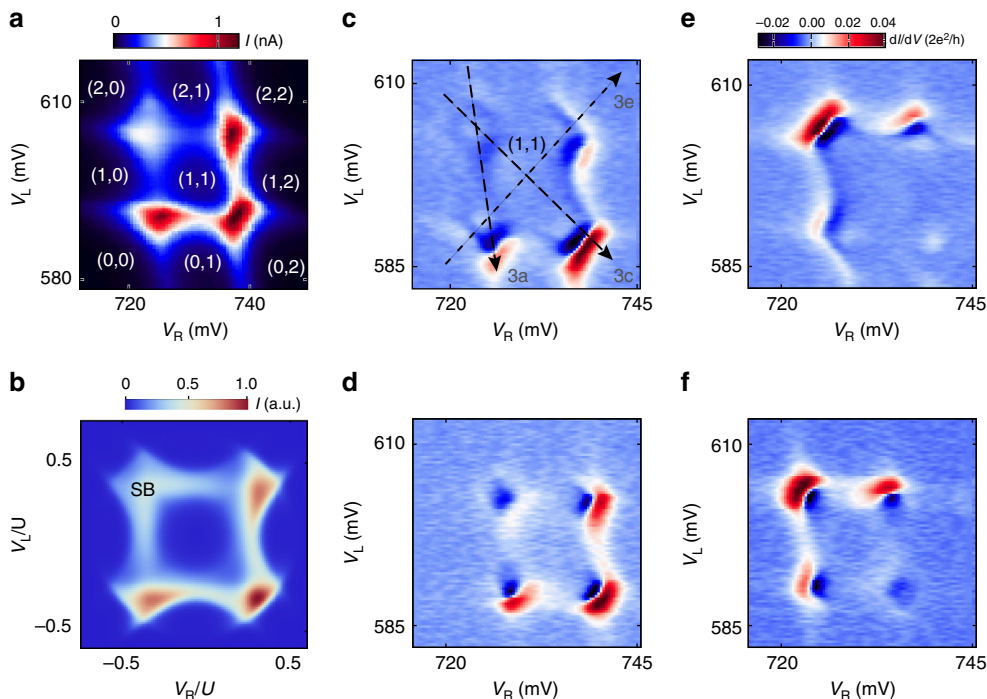 a
0 1 I (nA)
(2,0) (2,1) (2,2)
(1,0) (1,1) (1,2)
(0,0) (0,1) (0,2)
610
580
VL (mV)
720 740
VR (mV)
b
0 0.5 1.0 I (a.u.)
SB
0.5
−0.5
VL/U
−0.5 0.5
VR/U
c
610
585
VL (mV)
3e
(1,1)
3a 3c
720 745
VR (mV)
d
610
585
VL (mV)
720 745
VR (mV)
e
−0.02 0.00 0.02 0.04
dI/dV (2e²/h)
610
585
VL (mV)
720 745
VR (mV)
f
610
585
VL (mV)
720 745
VR (mV)